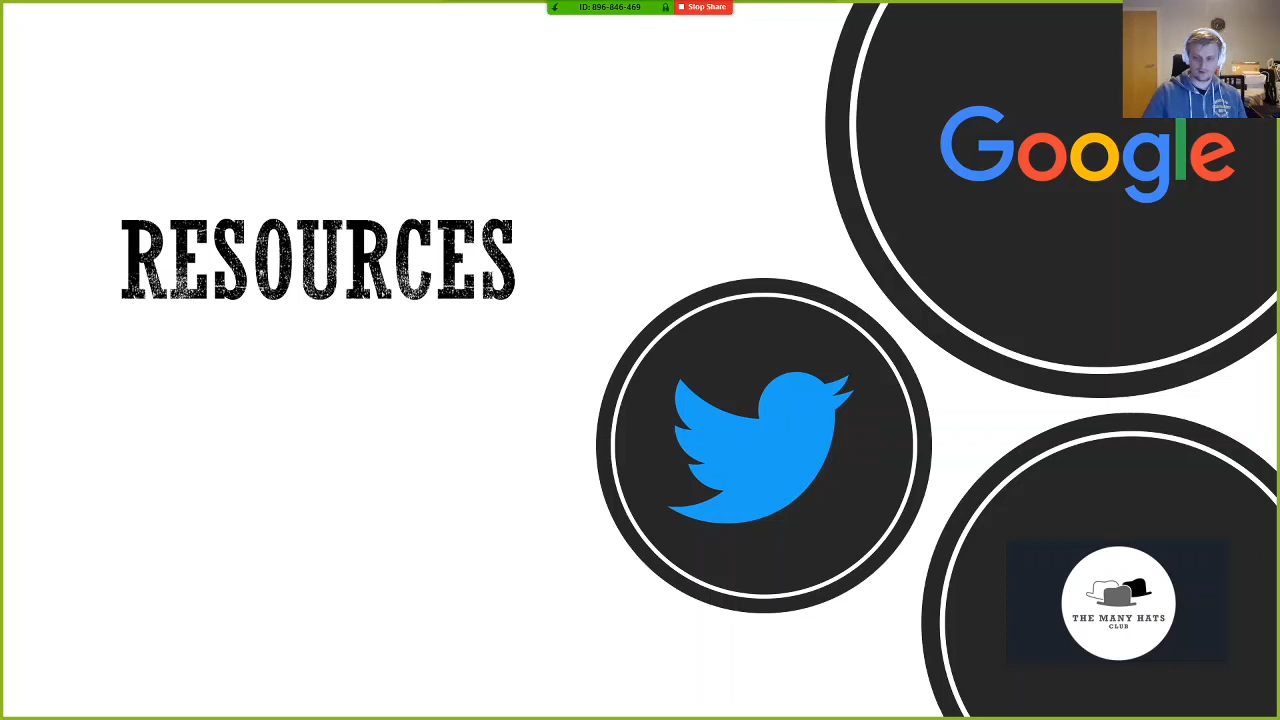 ID: 896-846-469
Stop Share
RESOURCES
Google
THE MANY HATS
CLUB